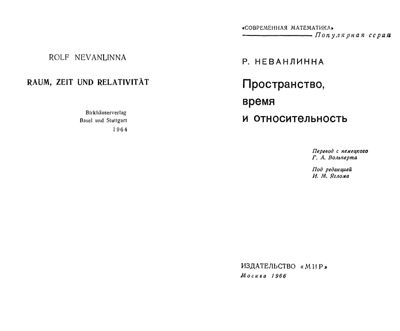 ROLF NEVANLINNA
RAUM, ZEIT UND RELATIVITÄT
Birkhäuserverlag
Basel und Stuttgart
1964
«СОВРЕМЕННАЯ МАТЕМАТИКА»
Популярная серия
Р. НЕВАНЛИННА
Пространство,
время
и относительность
Перевод с немецкого
Г. А. Вольперта
Под редакцией
И. М. Яглома
ИЗДАТЕЛЬСТВО «МИР»
Москва 1966